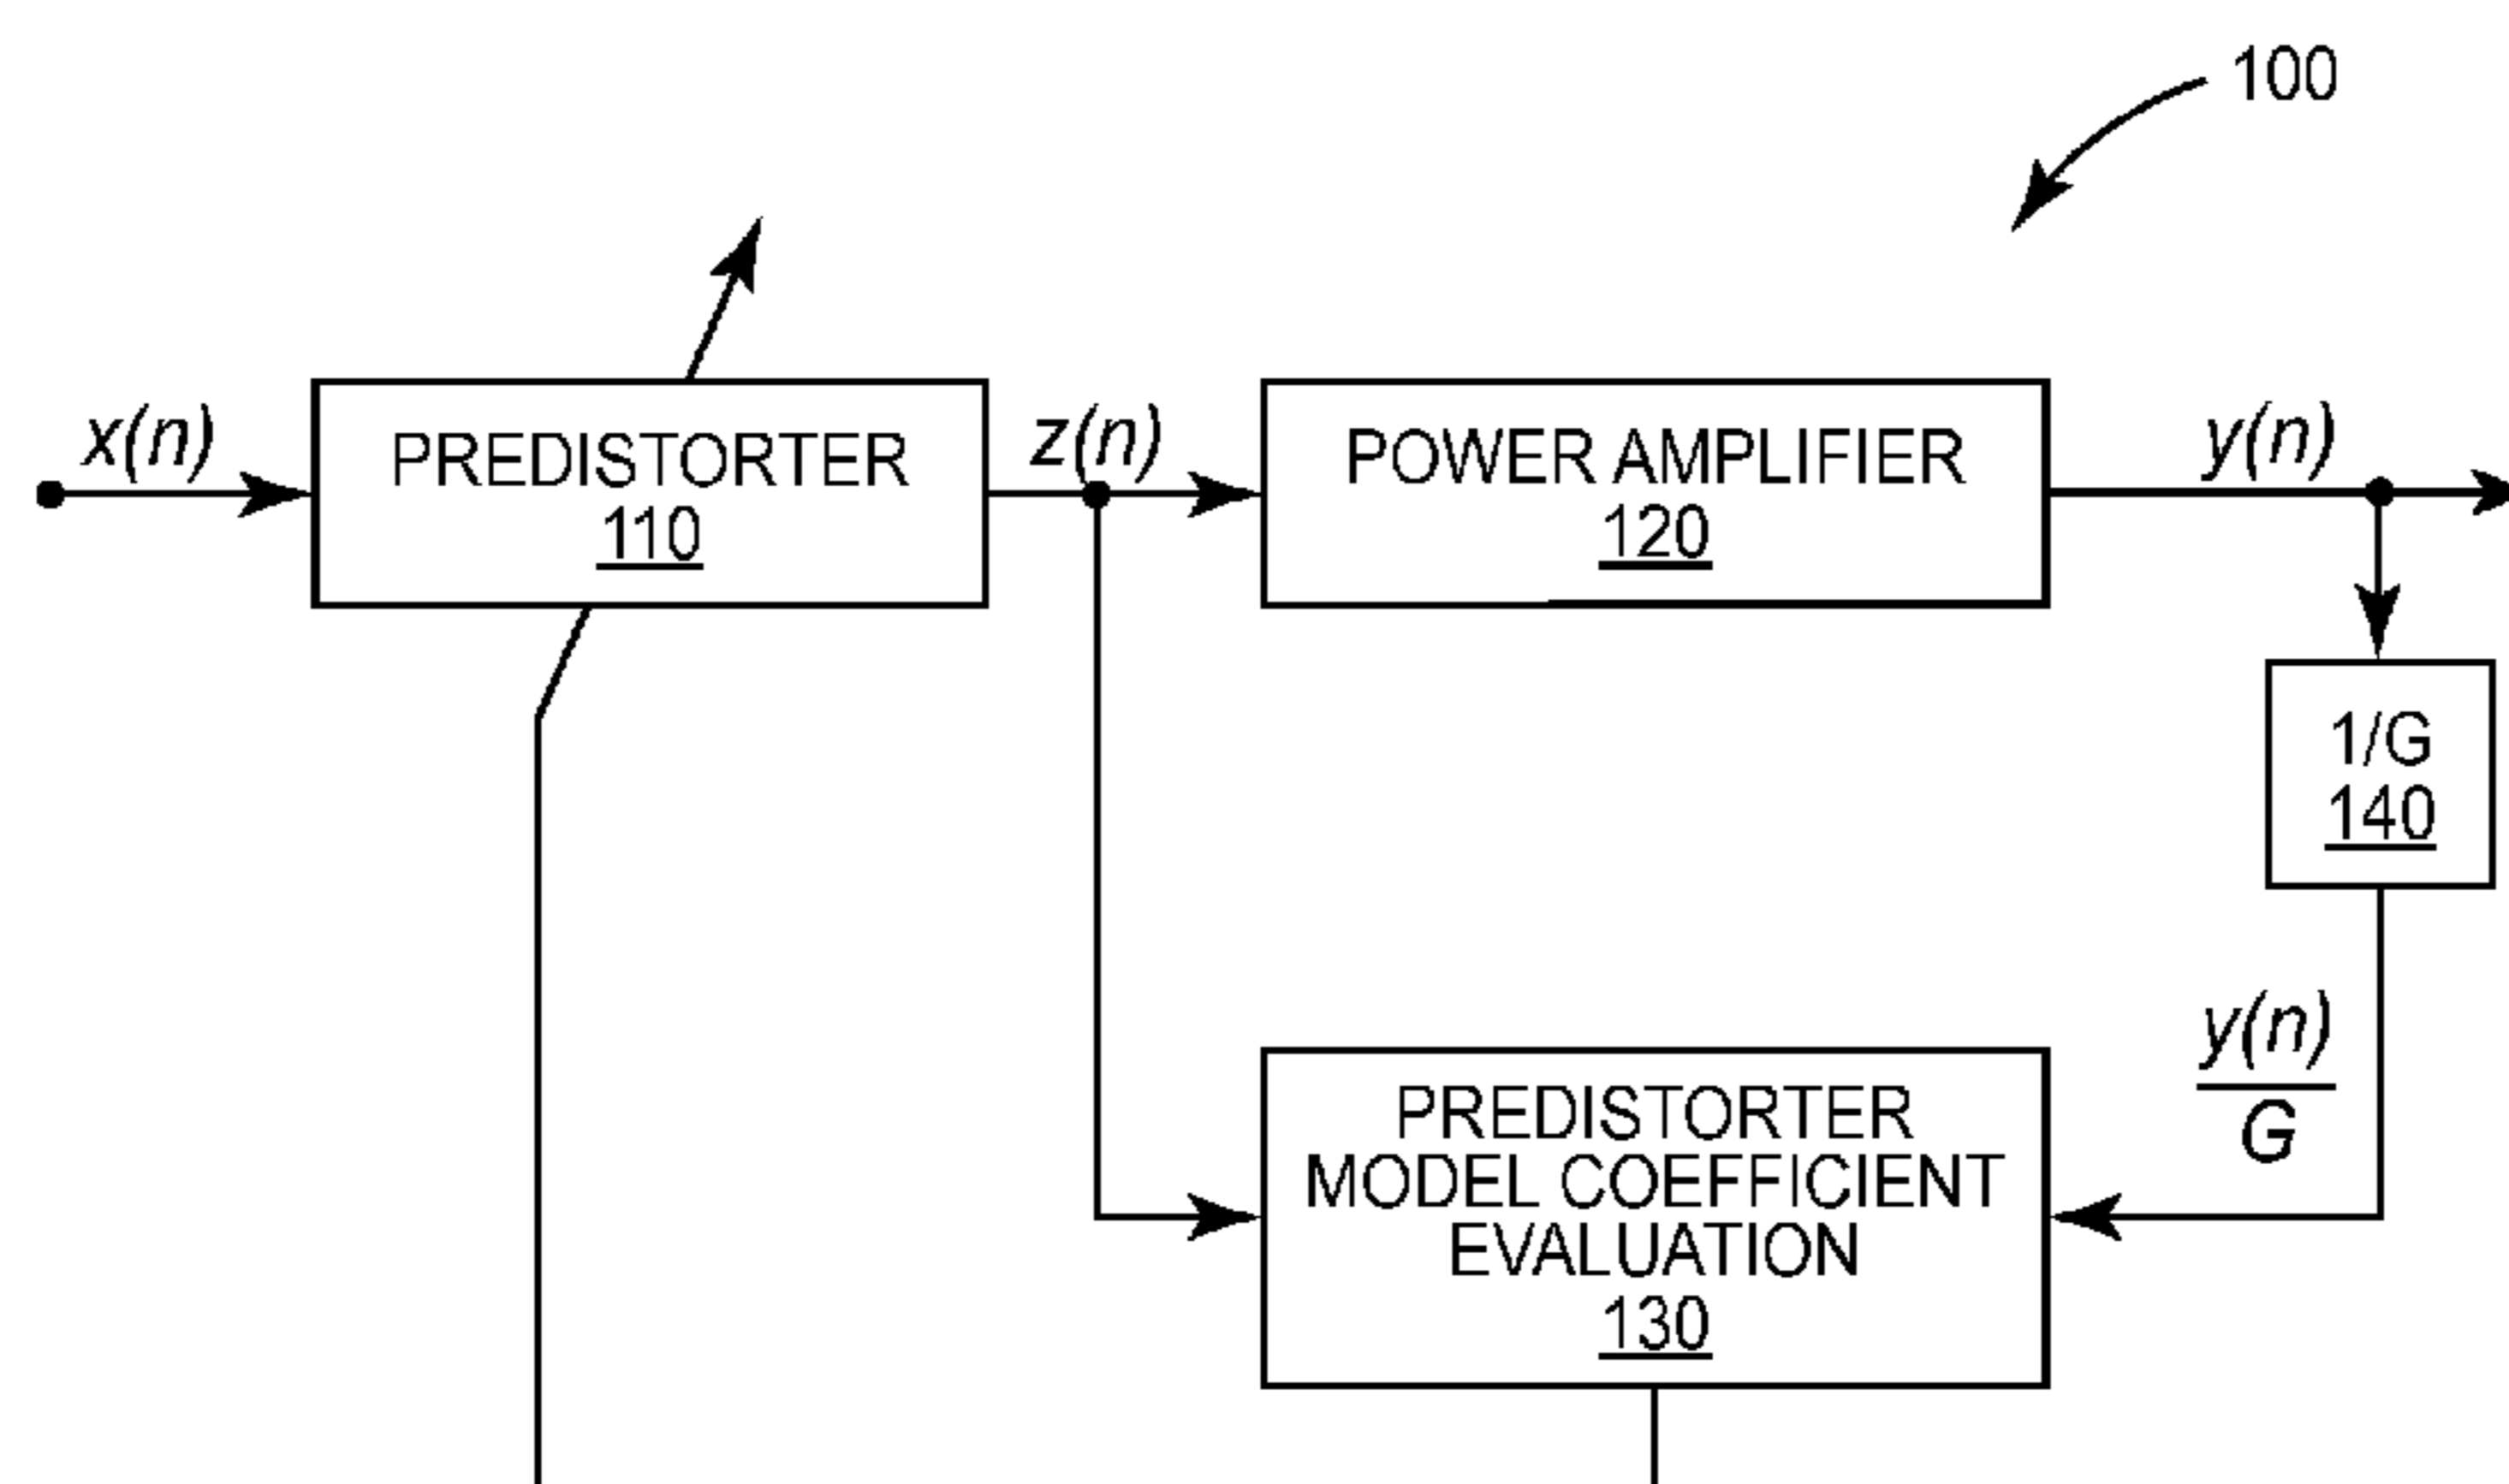 100
x(n)
PREDISTORTER
110
z(n)
POWER AMPLIFIER
120
y(n)
1/G
140
y(n)
G
PREDISTORTER
MODEL COEFFICIENT
EVALUATION
130